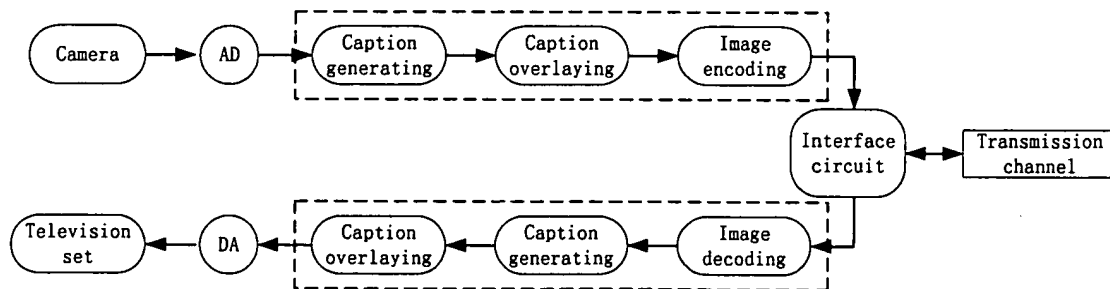 Camera
AD
Caption
generating
Caption
overlaying
Image
encoding
Interface
circuit
Transmission
channel
Television
set
DA
Caption
overlaying
Caption
generating
Image
decoding